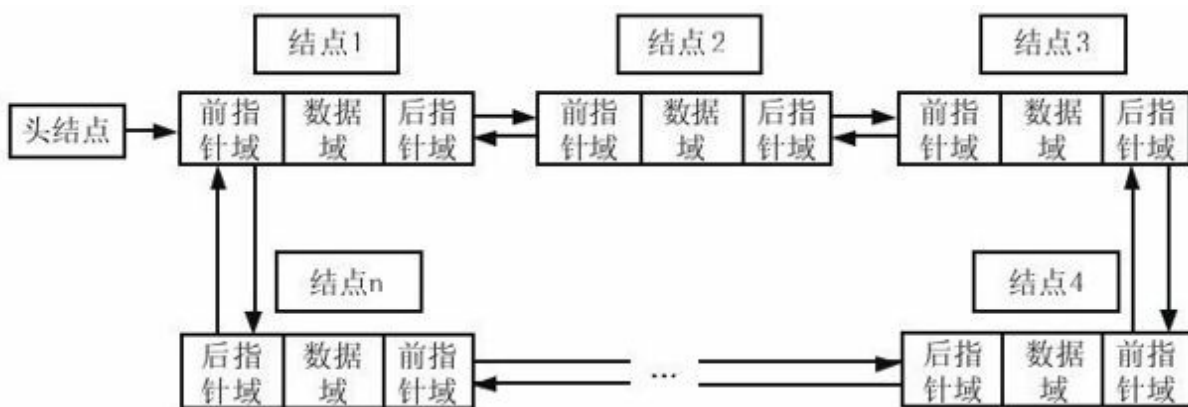 结点1
结点2
结点3
头结点
前指 数据 后指 前指 数据 后指 前指 数据 后指
针域 域 针域 针域 域 针域 针域 域 针域
结点n
结点4
后指 数据 前指 后指 数据 前指
针域 域 针域 针域 域 针域
...